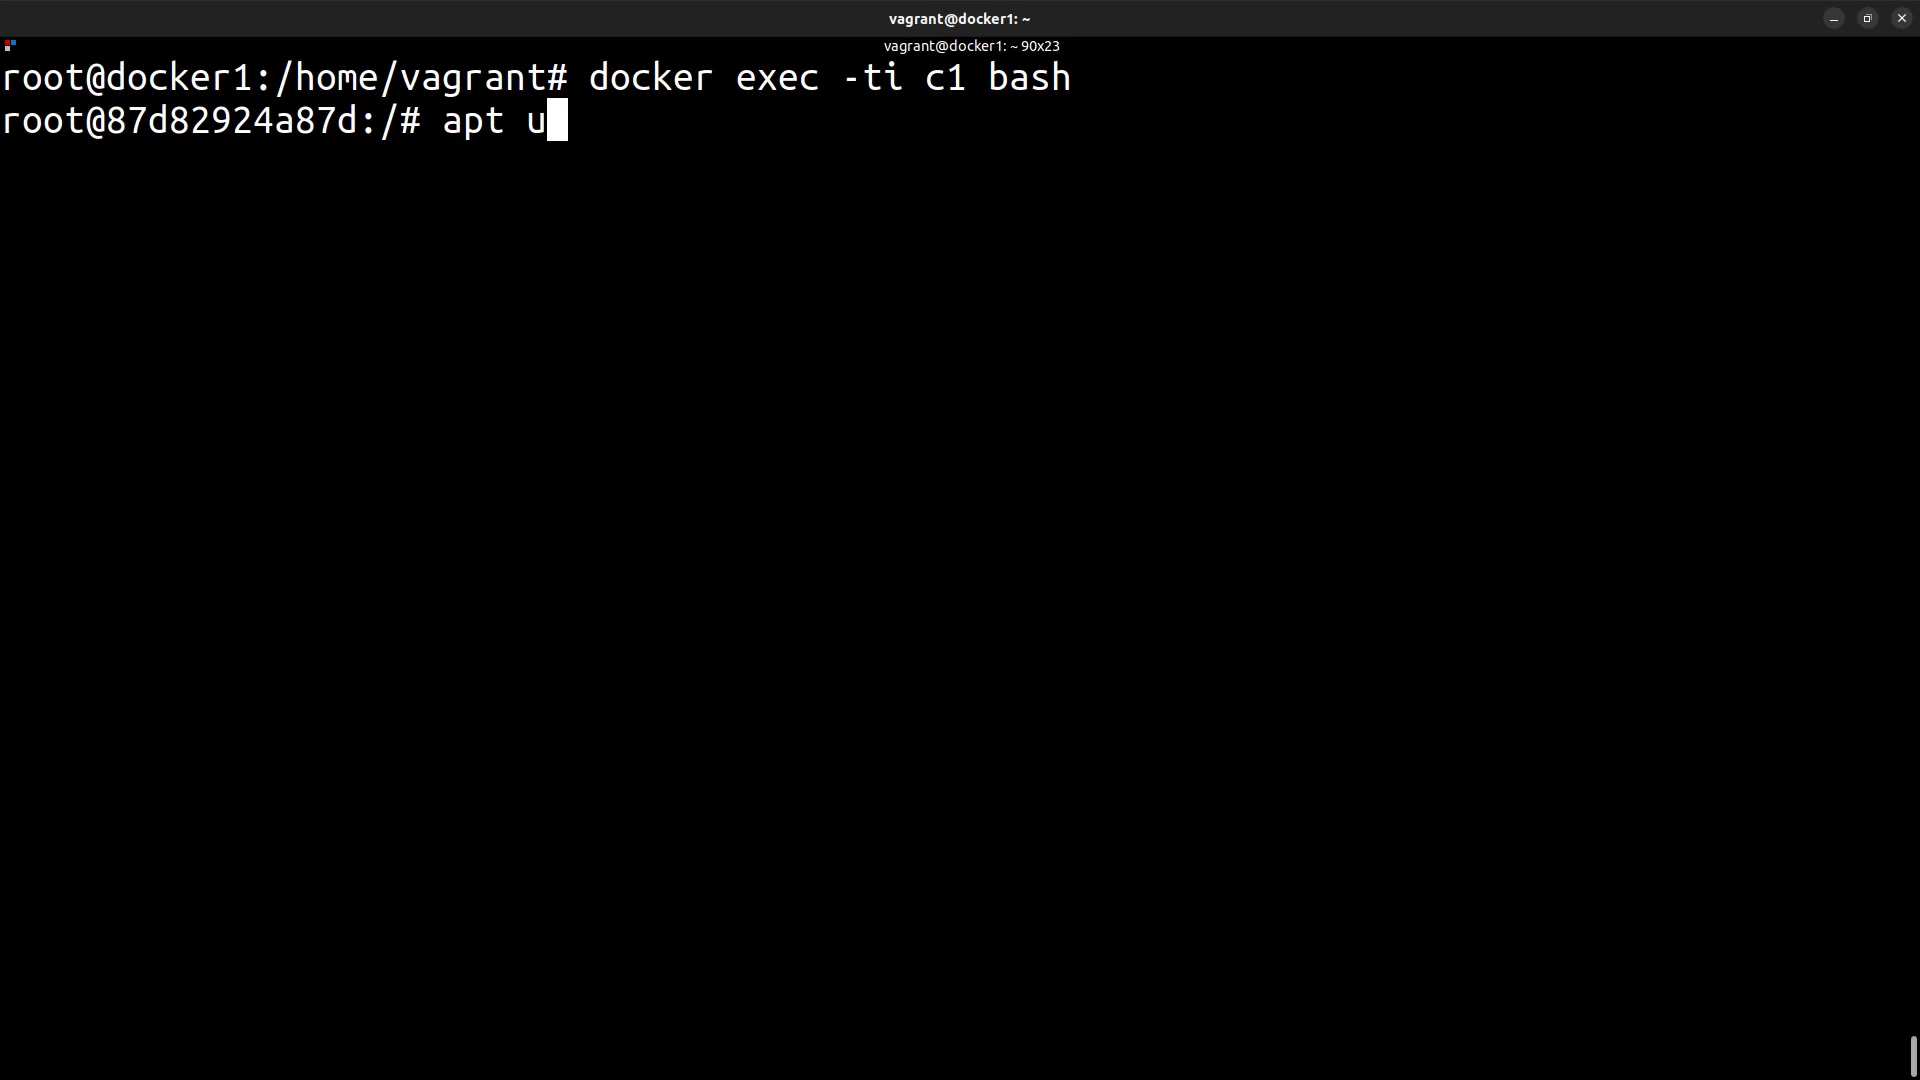 vagrant@docker1: ~
vagrant@docker1: ~ 90x23
root@docker1:/home/vagrant# docker exec -ti c1 bash
root@87d82924a87d:/# apt u